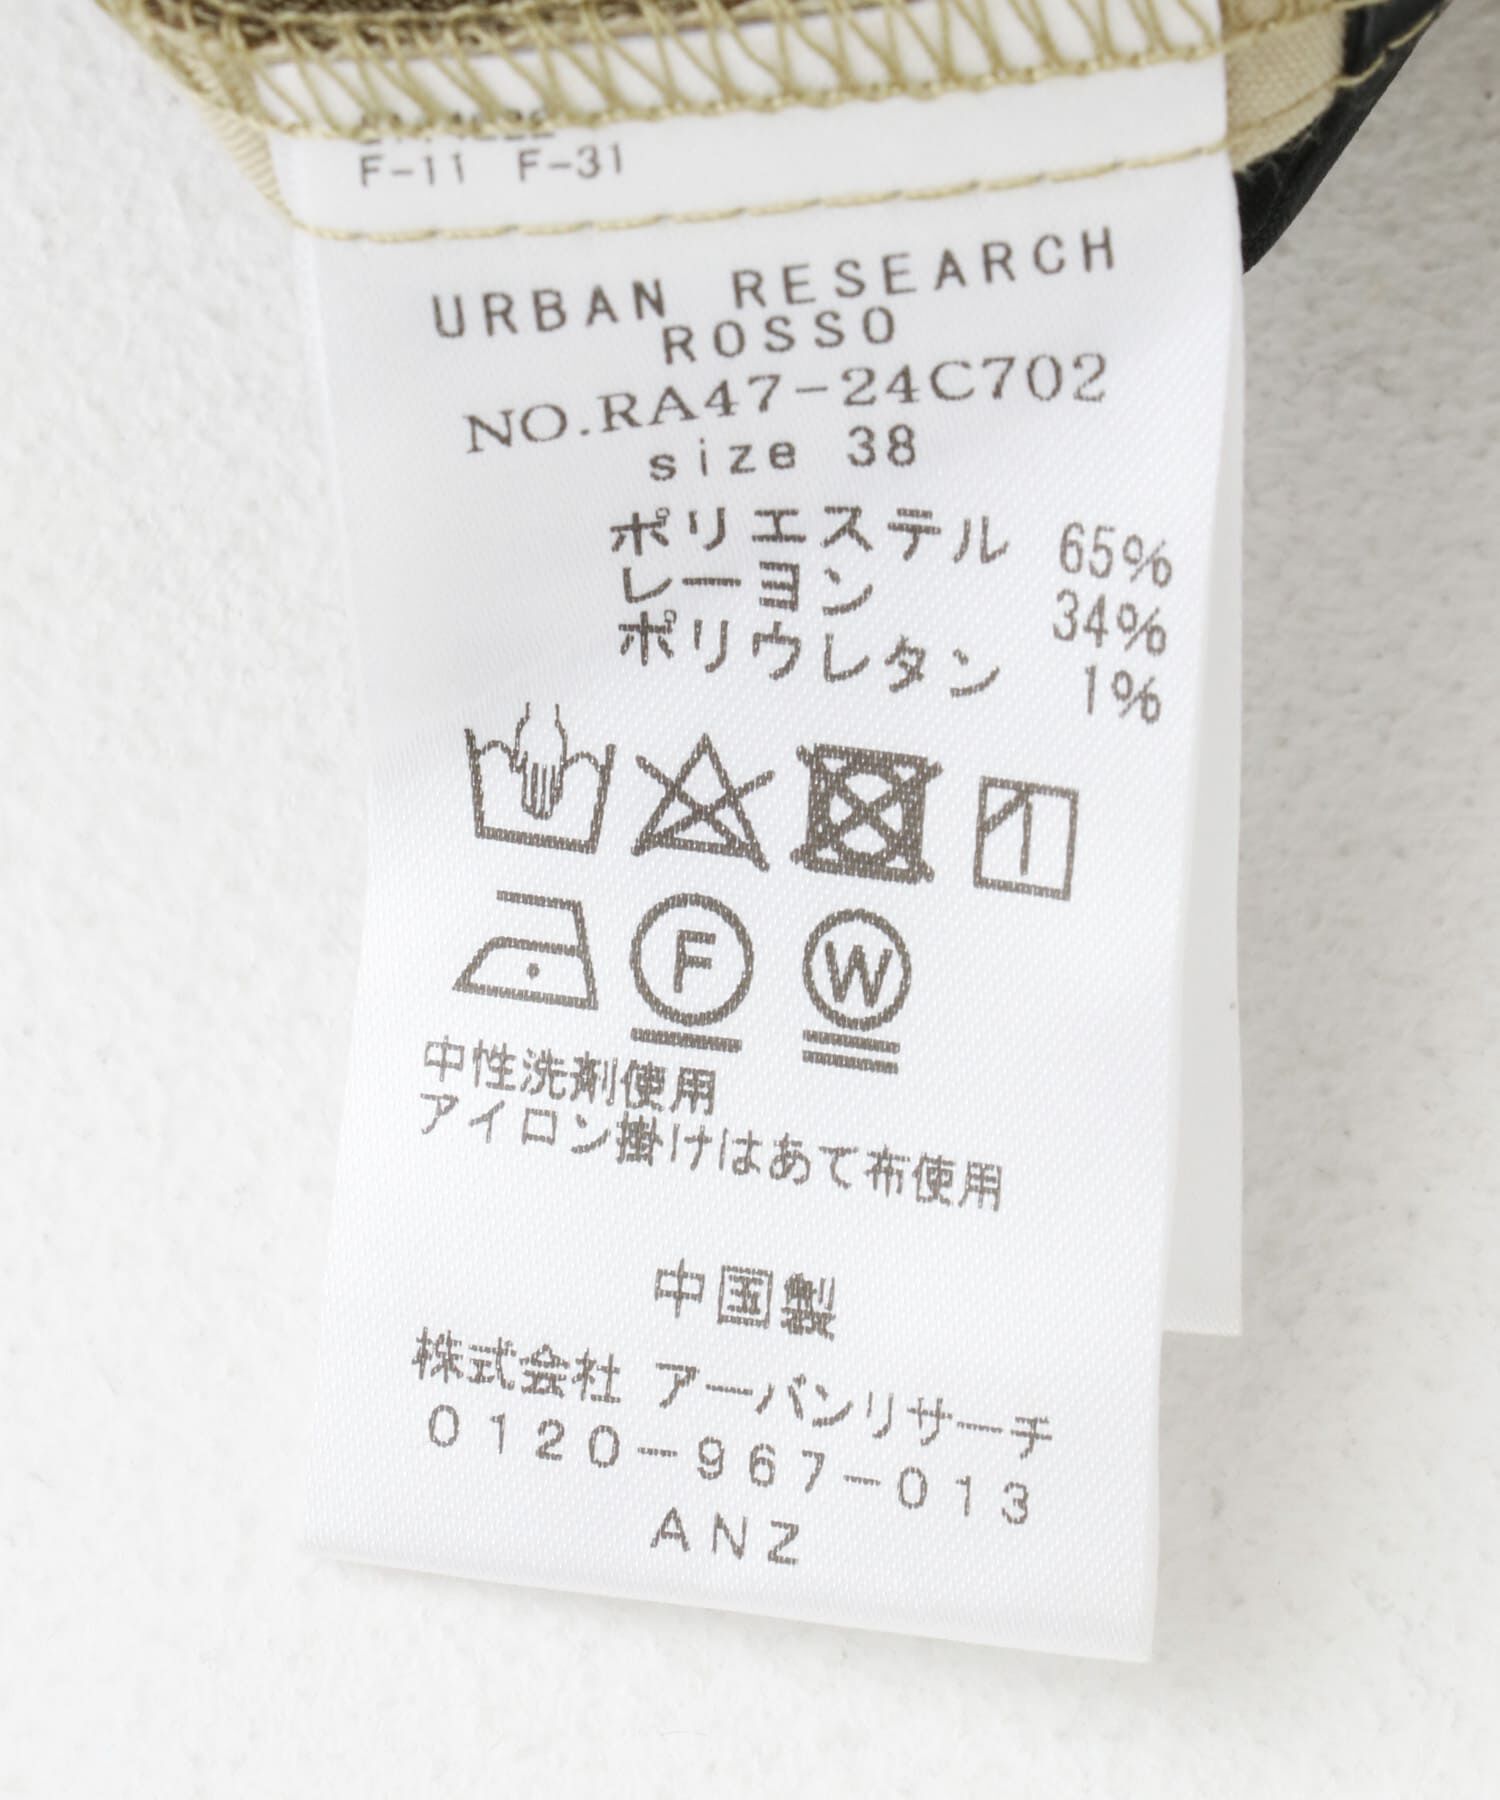 F-11 F-31
URBAN RESEARCH
ROSSO
NO.RA47-24C702
size 38
ポリエステル 65%
レーヨン 34%
ポリウレタン 1%
F W
中性洗剤使用
アイロン掛けはあて布使用
中国製
株式会社 アーバンリサーチ
0120-967-013
ANZ